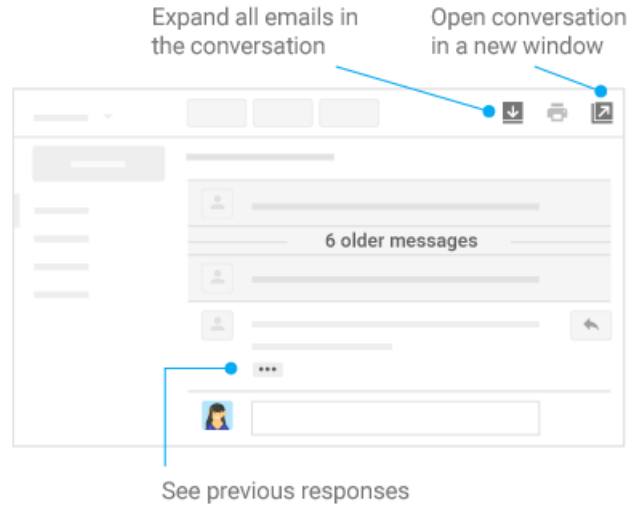 Expand all emails in
the conversation
Open conversation
in a new window
6 older messages
See previous responses